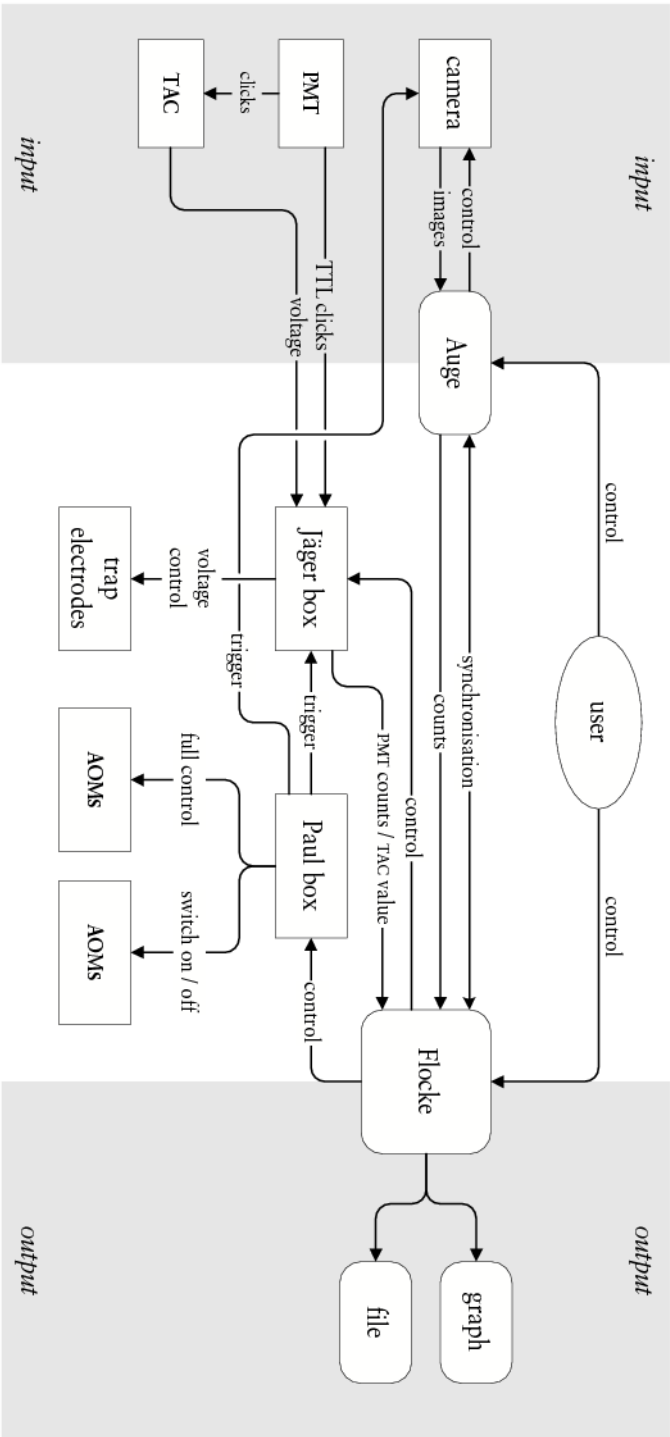 input
input
output
output
user
control
control
camera
control
images
Auge
synchronisation
counts
Flocke
graph
file
PMT
clicks
TAC
TTL clicks
voltage
Jäger box
control
PMT counts / TAC value
trigger
trigger
Paul box
control
voltage
control
trap
electrodes
full control
switch on / off
AOMs
AOMs